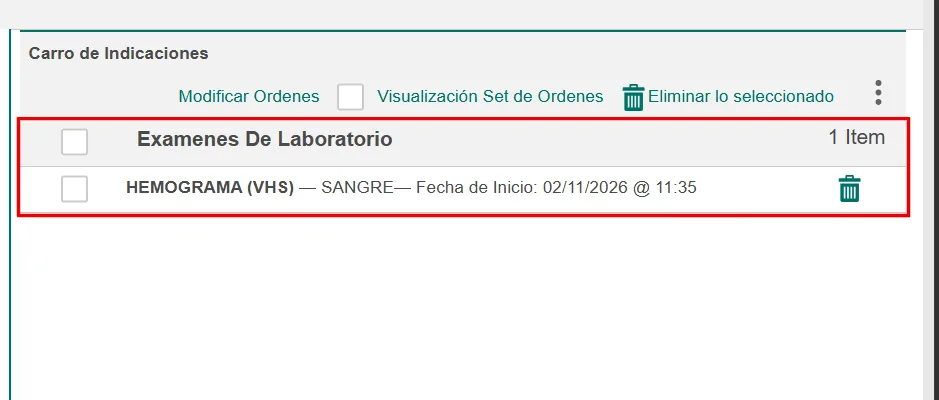 Carro de Indicaciones
Modificar Ordenes Visualización Set de Ordenes Eliminar lo seleccionado
Examenes De Laboratorio 1 Item
HEMOGRAMA (VHS) — SANGRE— Fecha de Inicio: 02/11/2026 @ 11:35